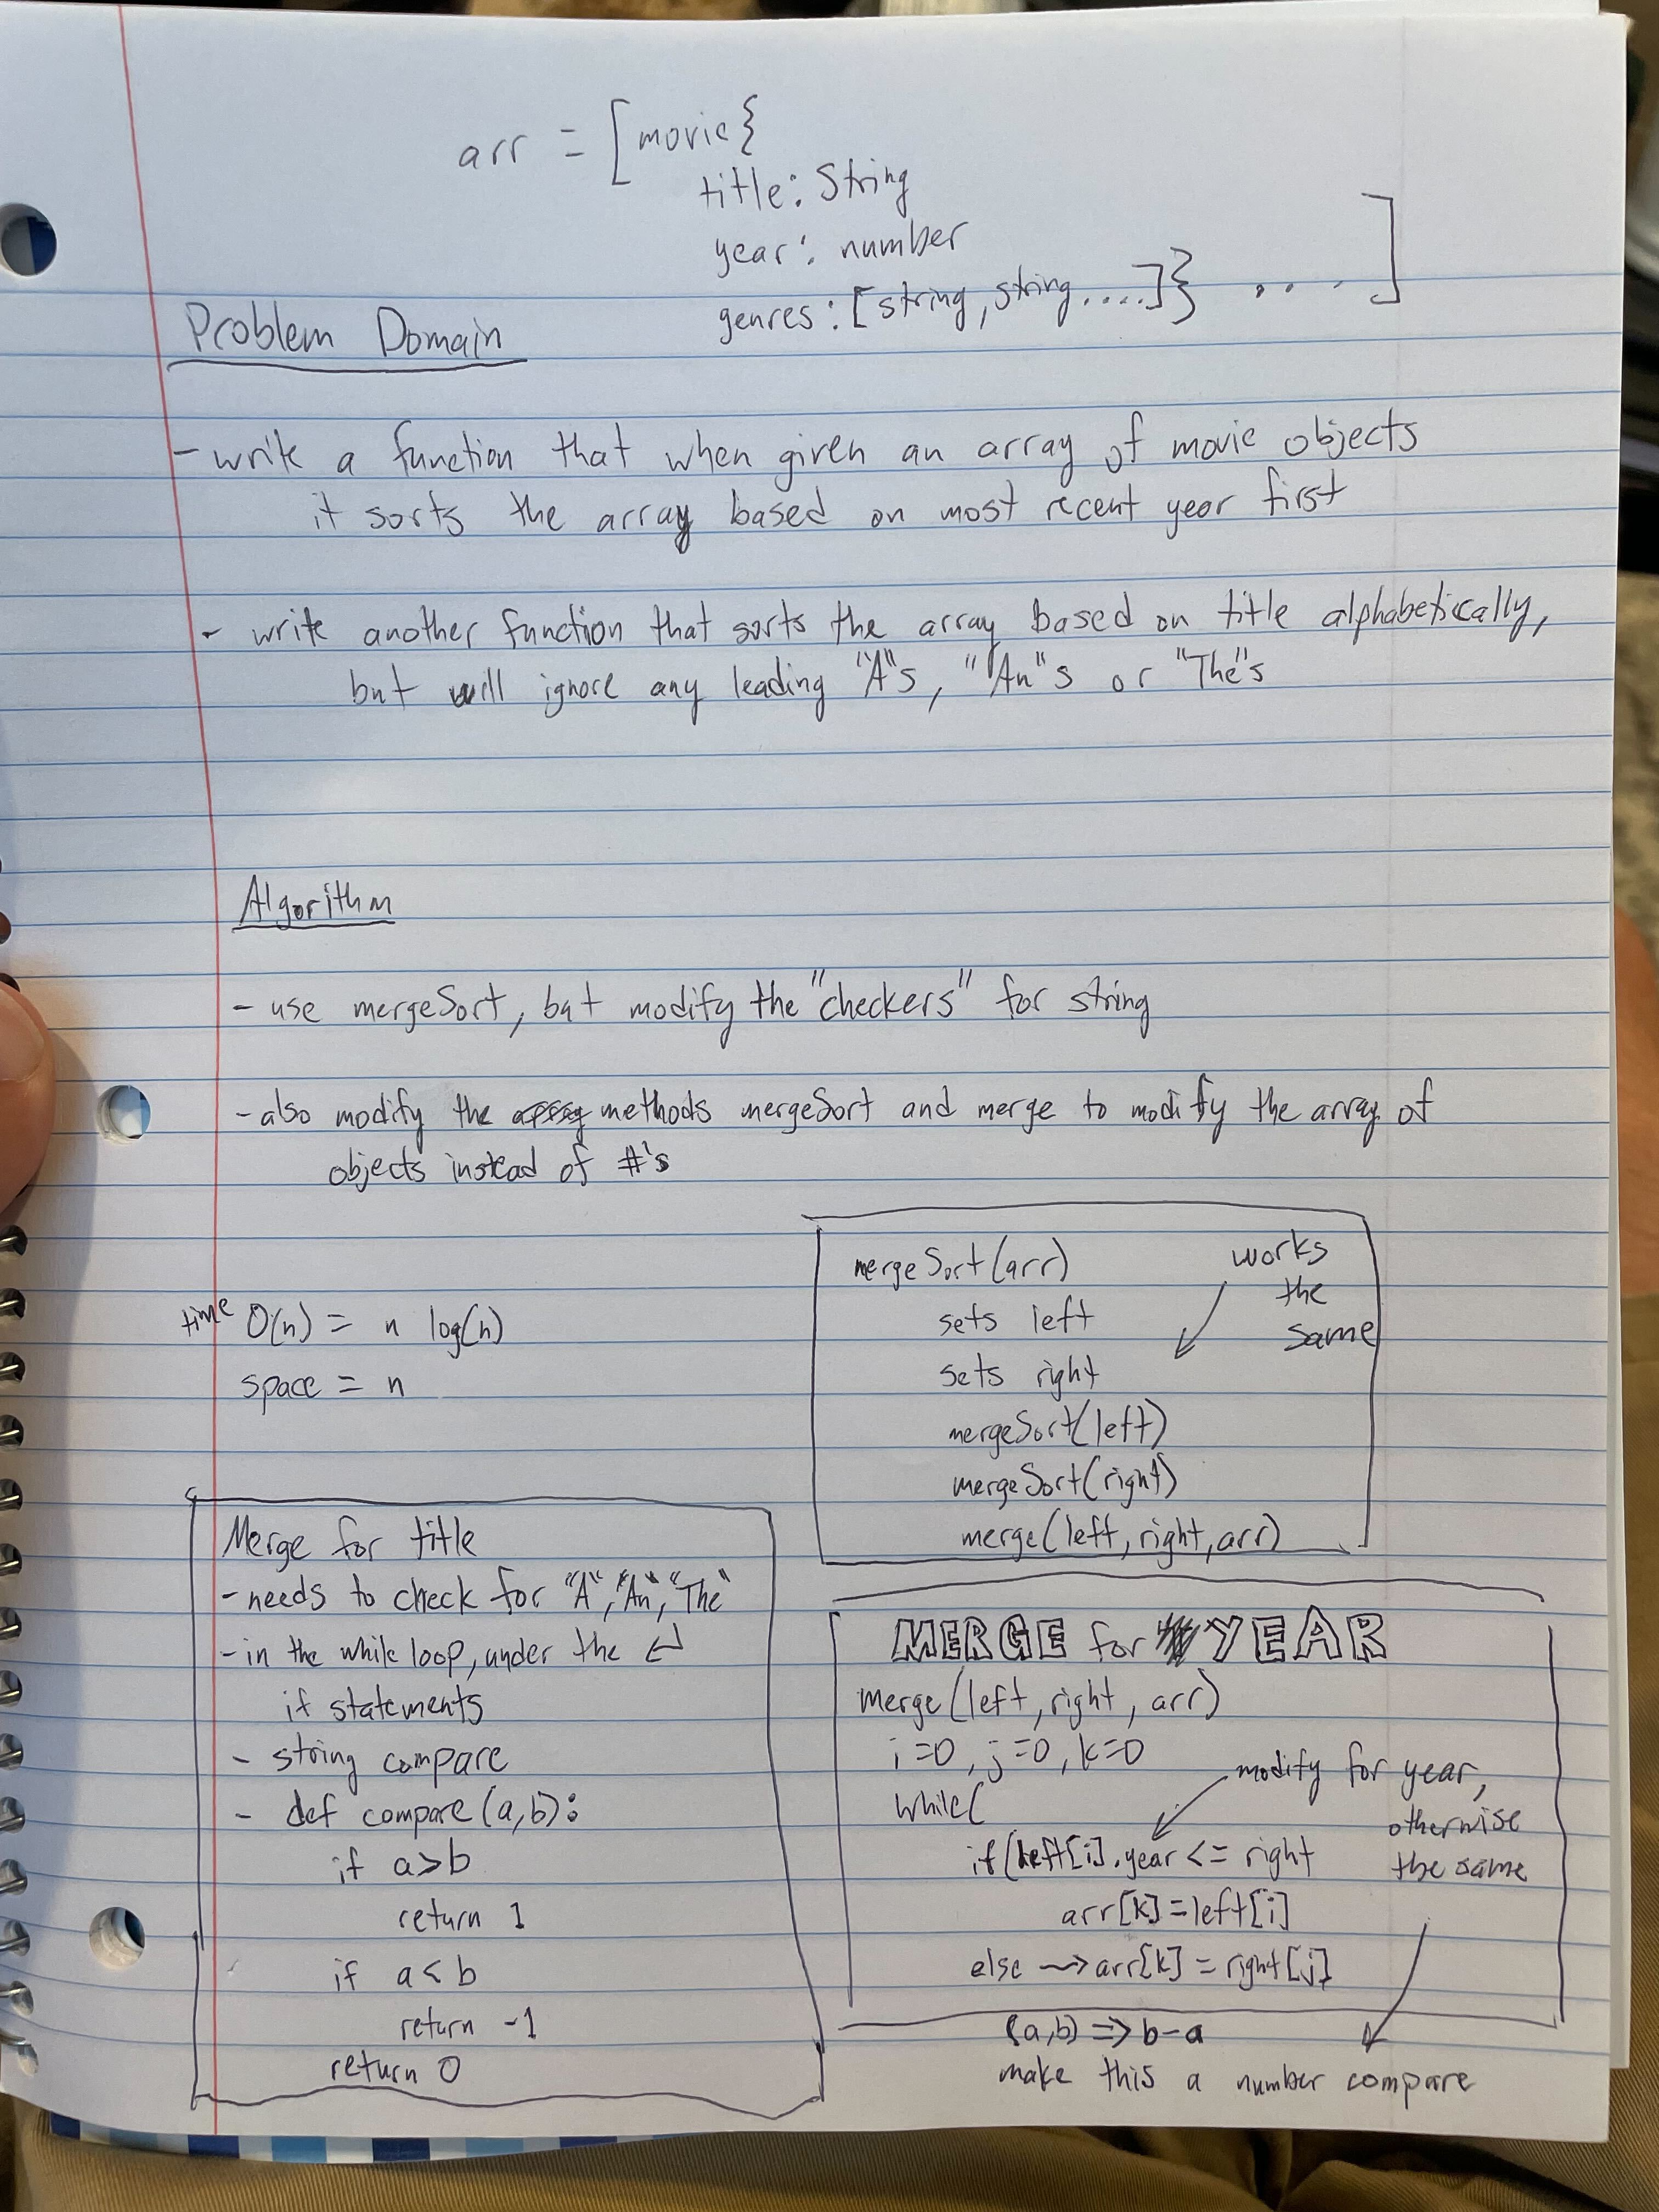 arr = [movie{
title: String
year: number
genres: [string, string.....]} .... ]
Problem Domain
- write a function that when given an array of movie objects
it sorts the array based on most recent year first
- write another function that sorts the array based on title alphabetically,
but will ignore any leading "A"s, "An"s or "The"s
Algorithm
- use mergeSort, but modify the "checkers" for string
- also modify the methods mergeSort and merge to modify the array of
objects instead of #'s
time O(n) = n log(n)
space = n
mergeSort(arr)
sets left
sets right
mergeSort(left)
mergeSort(right)
merge(left, right, arr)
works
the
same
Merge for title
- needs to check for "A", "An", "The"
- in the while loop, under the ↵
if statements
- string compare
- def compare (a,b):
if a>b
return 1
if a<b
return -1
return 0
MERGE for YEAR
merge(left, right, arr)
i=0, j=0, k=0
while(
if(left[i].year <= right
arr[k]=left[i]
else → arr[k] = right[j]
modify for year,
otherwise
the same
(a,b) => b-a
make this a number compare